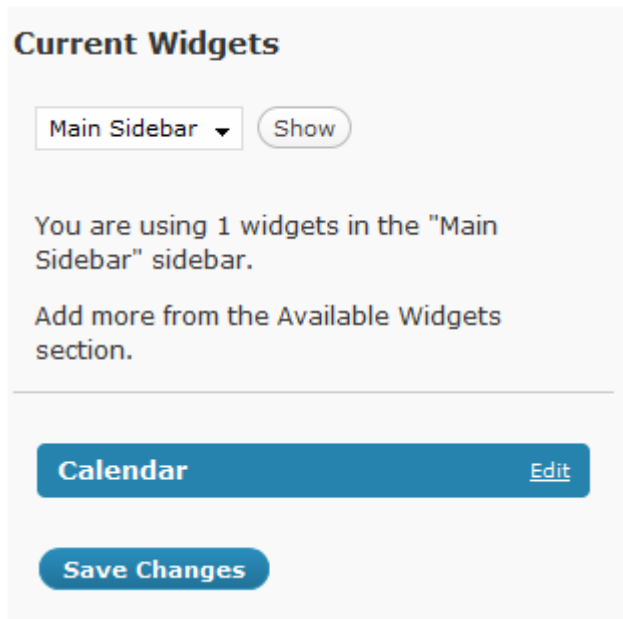 Current Widgets
Main Sidebar Show
You are using 1 widgets in the "Main
Sidebar" sidebar.
Add more from the Available Widgets
section.
Calendar Edit
Save Changes